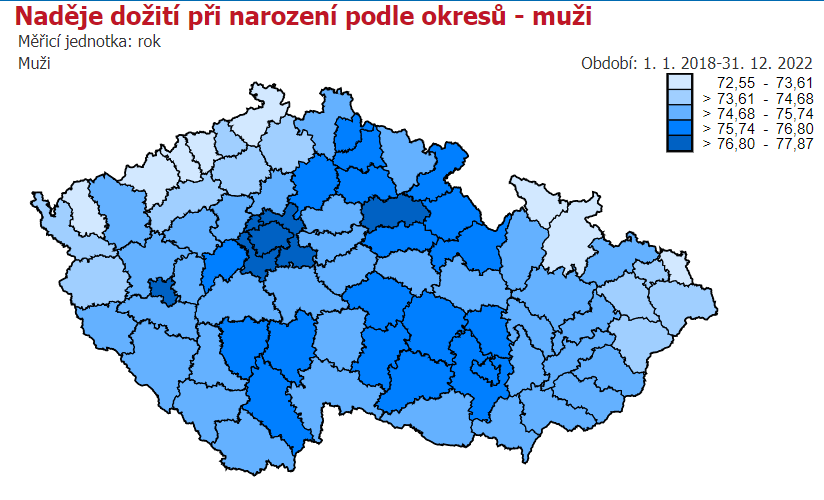 Naděje dožití při narození podle okresů - muži
Měřicí jednotka: rok
Muži
Období: 1. 1. 2018-31. 12. 2022
72,55 - 73,61
> 73,61 - 74,68
> 74,68 - 75,74
> 75,74 - 76,80
> 76,80 - 77,87